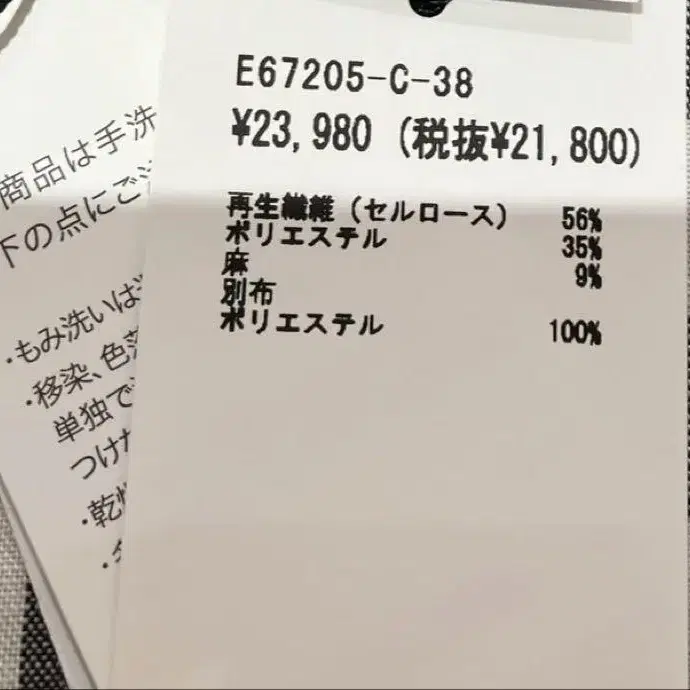 E67205-C-38
¥23,980 (税抜¥21,800)
再生繊維(セルロース) 56%
ポリエステル 35%
麻 9%
別布
ポリエステル 100%
商品は手洗
下の点にご
・もみ洗いは
・移染、色落
単独で
つけ
・乾燥